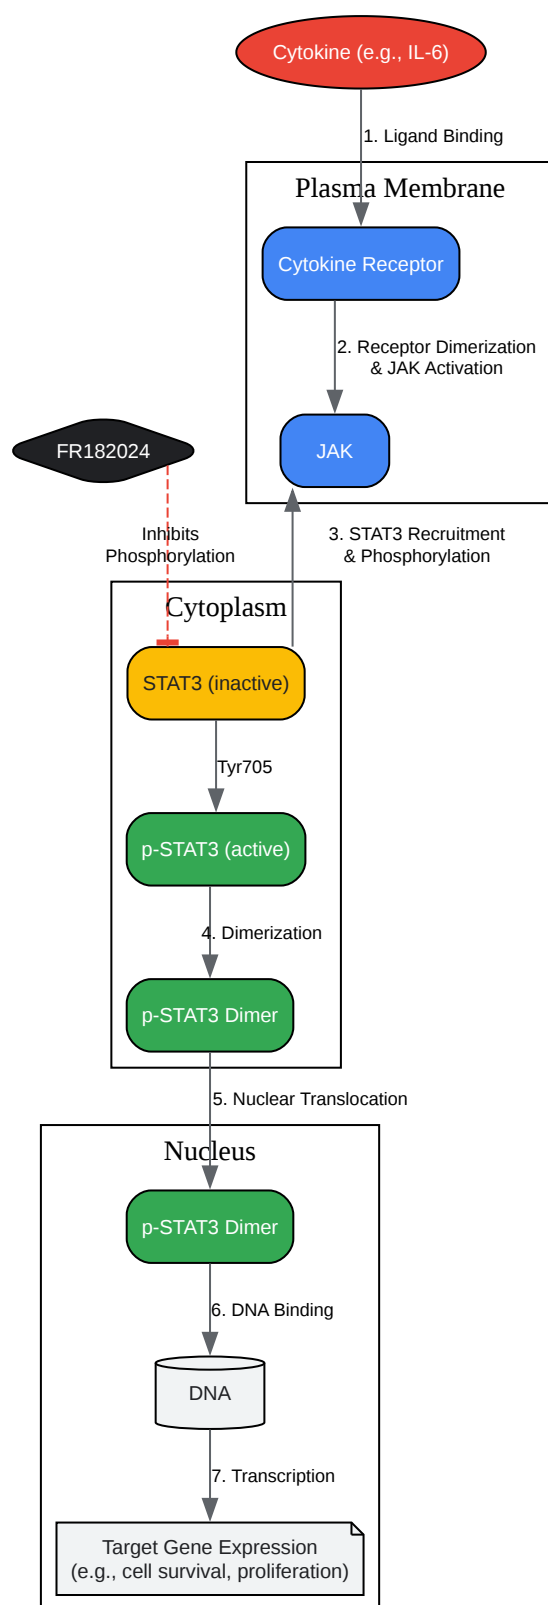 Cytokine (e.g., IL-6)
1. Ligand Binding
Plasma Membrane
Cytokine Receptor
2. Receptor Dimerization
& JAK Activation
FR182024
JAK
Inhibits
Phosphorylation
3. STAT3 Recruitment
& Phosphorylation
Cytoplasm
STAT3 (inactive)
Tyr705
p-STAT3 (active)
4. Dimerization
p-STAT3 Dimer
5. Nuclear Translocation
Nucleus
p-STAT3 Dimer
6. DNA Binding
DNA
7. Transcription
Target Gene Expression
(e.g., cell survival, proliferation)